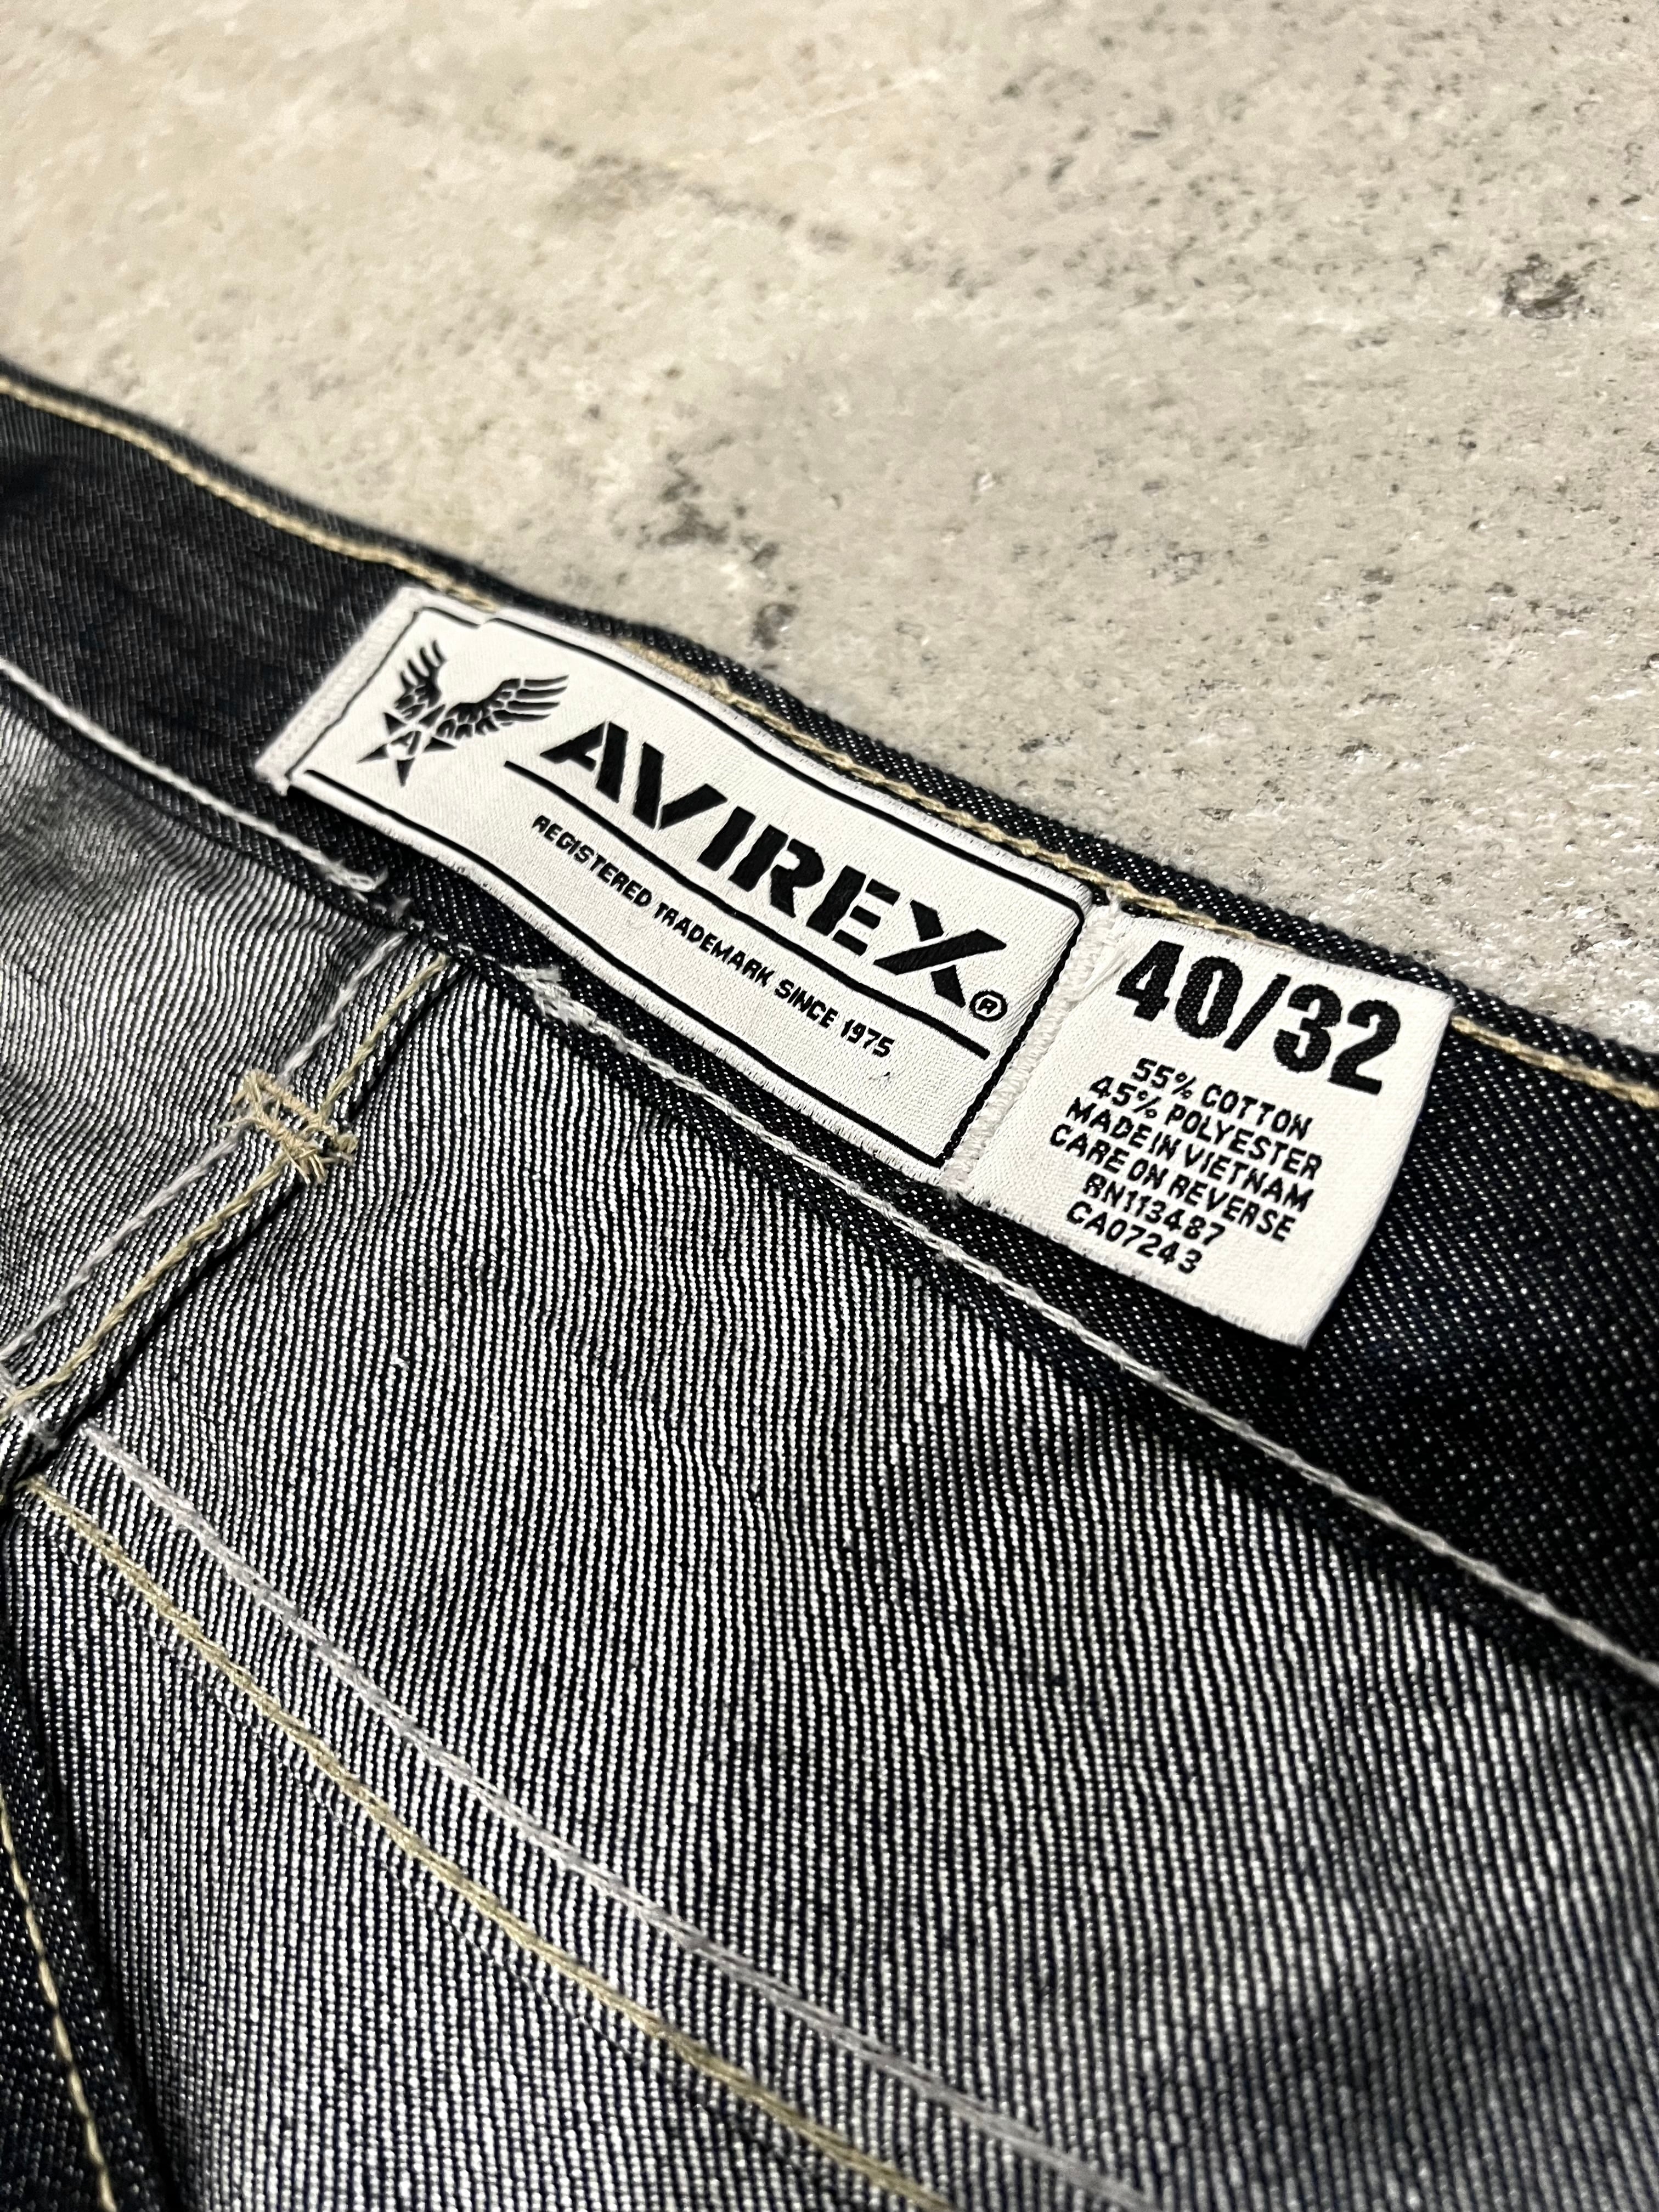 AVIREX®
REGISTERED TRADEMARK SINCE 1975
40/32
55% COTTON
45% POLYESTER
MADE IN VIETNAM
CARE ON REVERSE
RN113487
CA07243